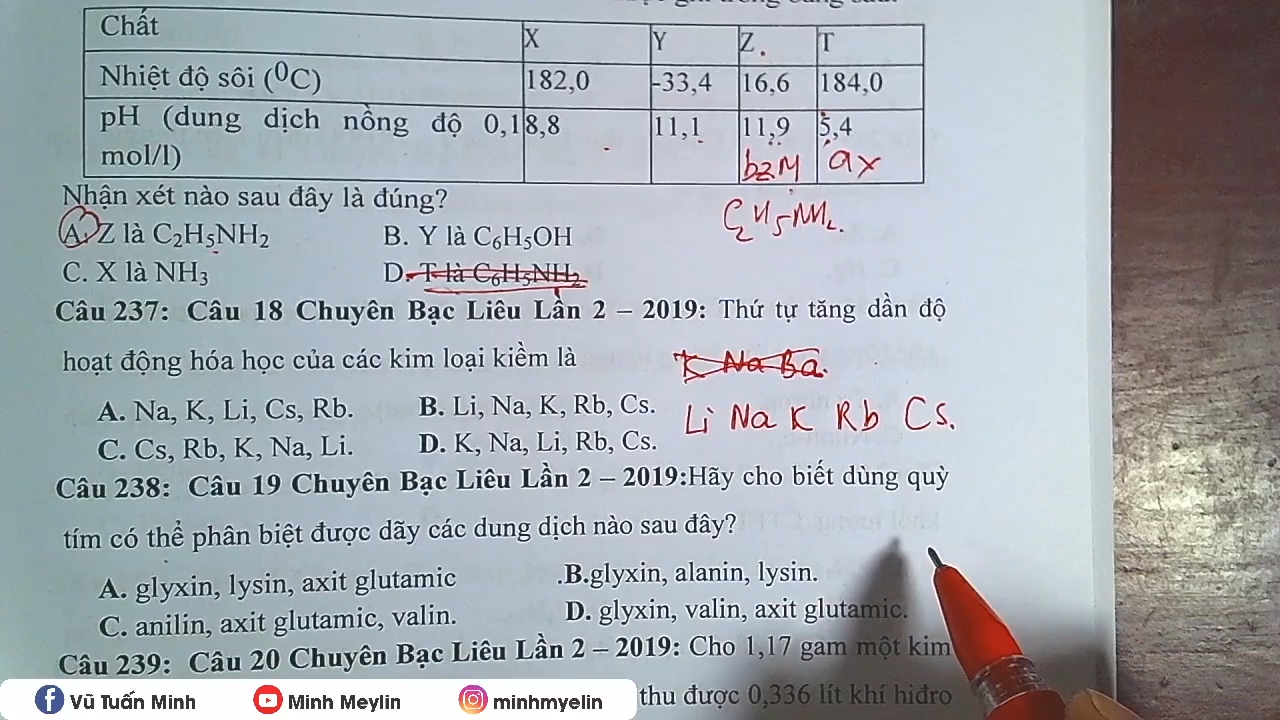 Chất X Y Z T
Nhiệt độ sôi (⁰C) 182,0 -33,4 16,6 184,0
pH (dung dịch nồng độ 0,1 mol/l) 8,8 11,1 11,9 5,4
bazM ax
Nhận xét nào sau đây là đúng?
C₂H₅NH₂.
A. Z là C₂H₅NH₂ B. Y là C₆H₅OH
C. X là NH₃ D. T là C₆H₅NH₂
Câu 237: Câu 18 Chuyên Bạc Liêu Lần 2 – 2019: Thứ tự tăng dần độ
hoạt động hóa học của các kim loại kiềm là
K Na Ba.
A. Na, K, Li, Cs, Rb. B. Li, Na, K, Rb, Cs.
Li Na K Rb Cs.
C. Cs, Rb, K, Na, Li. D. K, Na, Li, Rb, Cs.
Câu 238: Câu 19 Chuyên Bạc Liêu Lần 2 – 2019:Hãy cho biết dùng quỳ
tím có thể phân biệt được dãy các dung dịch nào sau đây?
A. glyxin, lysin, axit glutamic .B.glyxin, alanin, lysin.
C. anilin, axit glutamic, valin. D. glyxin, valin, axit glutamic.
Câu 239: Câu 20 Chuyên Bạc Liêu Lần 2 – 2019: Cho 1,17 gam một kim
thu được 0,336 lít khí hiđro
Vũ Tuấn Minh Minh Meylin minhmyelin